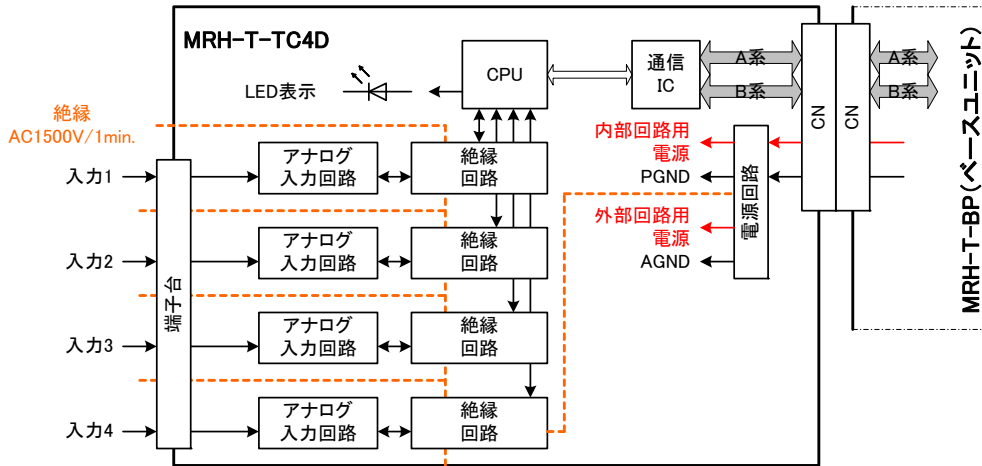 MRH-T-TC4D
CPU
通信
IC
A系
B系
CN
CN
A系
B系
MRH-T-BP(ベースユニット)
LED表示
絶縁
AC1500V/1min.
内部回路用
電源
PGND
外部回路用
電源
AGND
電源回路
端子台
入力1
アナログ
入力回路
絶縁
回路
入力2
アナログ
入力回路
絶縁
回路
入力3
アナログ
入力回路
絶縁
回路
入力4
アナログ
入力回路
絶縁
回路